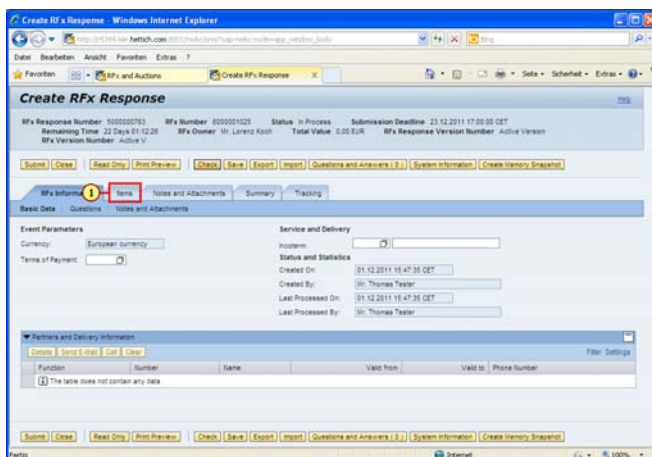 Create RFx Response - Windows Internet Explorer
hettich.com
Bing
Datei Bearbeiten Ansicht Favoriten Extras ?
Favoriten RFx and Auctions Create RFx Response Seite Sicherheit Extras
Create RFx Response Help
RFx Response Number 5000000763 RFx Number 6000001025 Status In Process Submission Deadline 23.12.2011 17:00:00 CET
Remaining Time 22 Days 01:12:26 RFx Owner Mr. Lorenz Koch Total Value 0,00 EUR RFx Response Version Number Active Version
RFx Version Number Active V
Submit Close Read Only Print Preview Check Save Export Import Questions and Answers ( 0 ) System Information Create Memory Snapshot
RFx Informa 1 Items Notes and Attachments Summary Tracking
Basic Data Questions Notes and Attachments
Event Parameters Service and Delivery
Currency: European currency Incoterm:
Terms of Payment: Status and Statistics
Created On: 01.12.2011 15:47:35 CET
Created By: Mr. Thomas Tester
Last Processed On: 01.12.2011 15:47:35 CET
Last Processed By: Mr. Thomas Tester
Partners and Delivery Information
Details Send E-Mail Call Clear Filter Settings
Function Number Name Valid from Valid to Phone Number
The table does not contain any data
Submit Close Read Only Print Preview Check Save Export Import Questions and Answers ( 0 ) System Information Create Memory Snapshot
Fertig Internet 100%